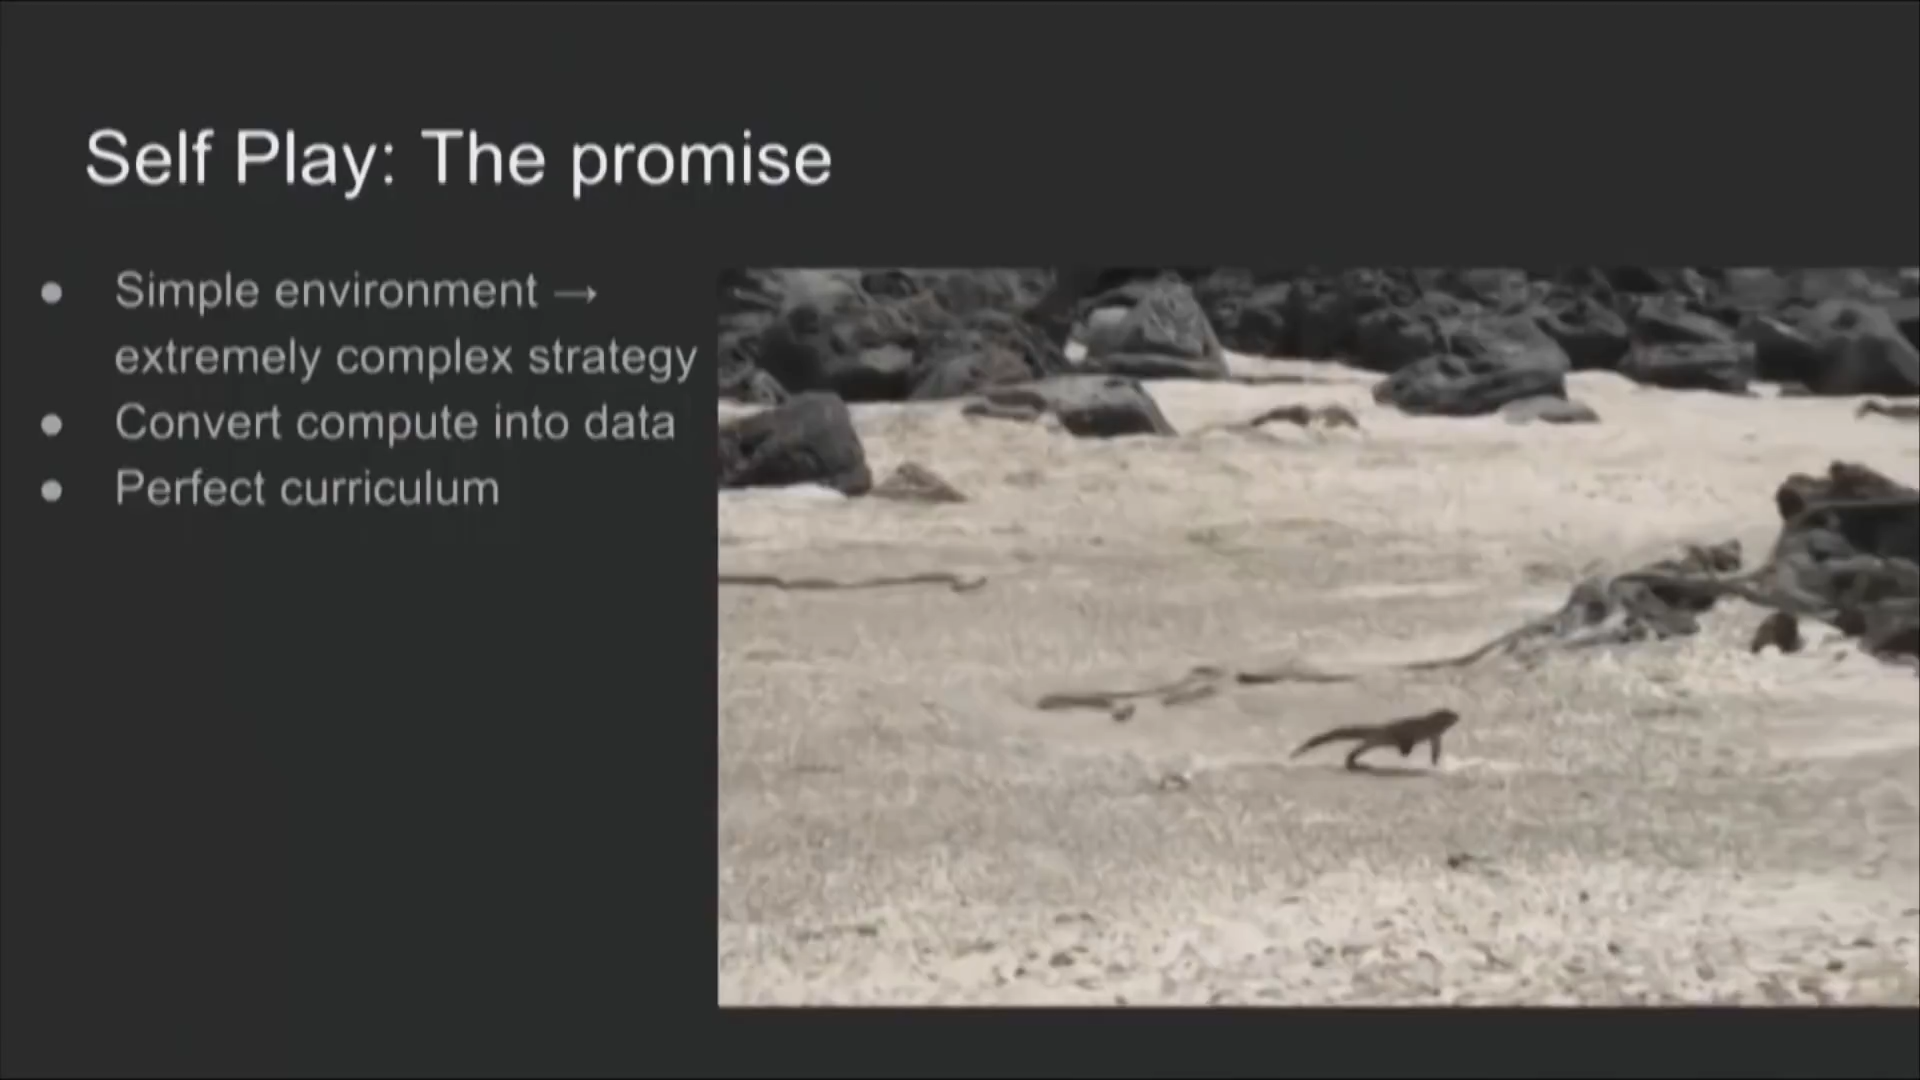 Self Play: The promise
● Simple environment →
extremely complex strategy
● Convert compute into data
● Perfect curriculum